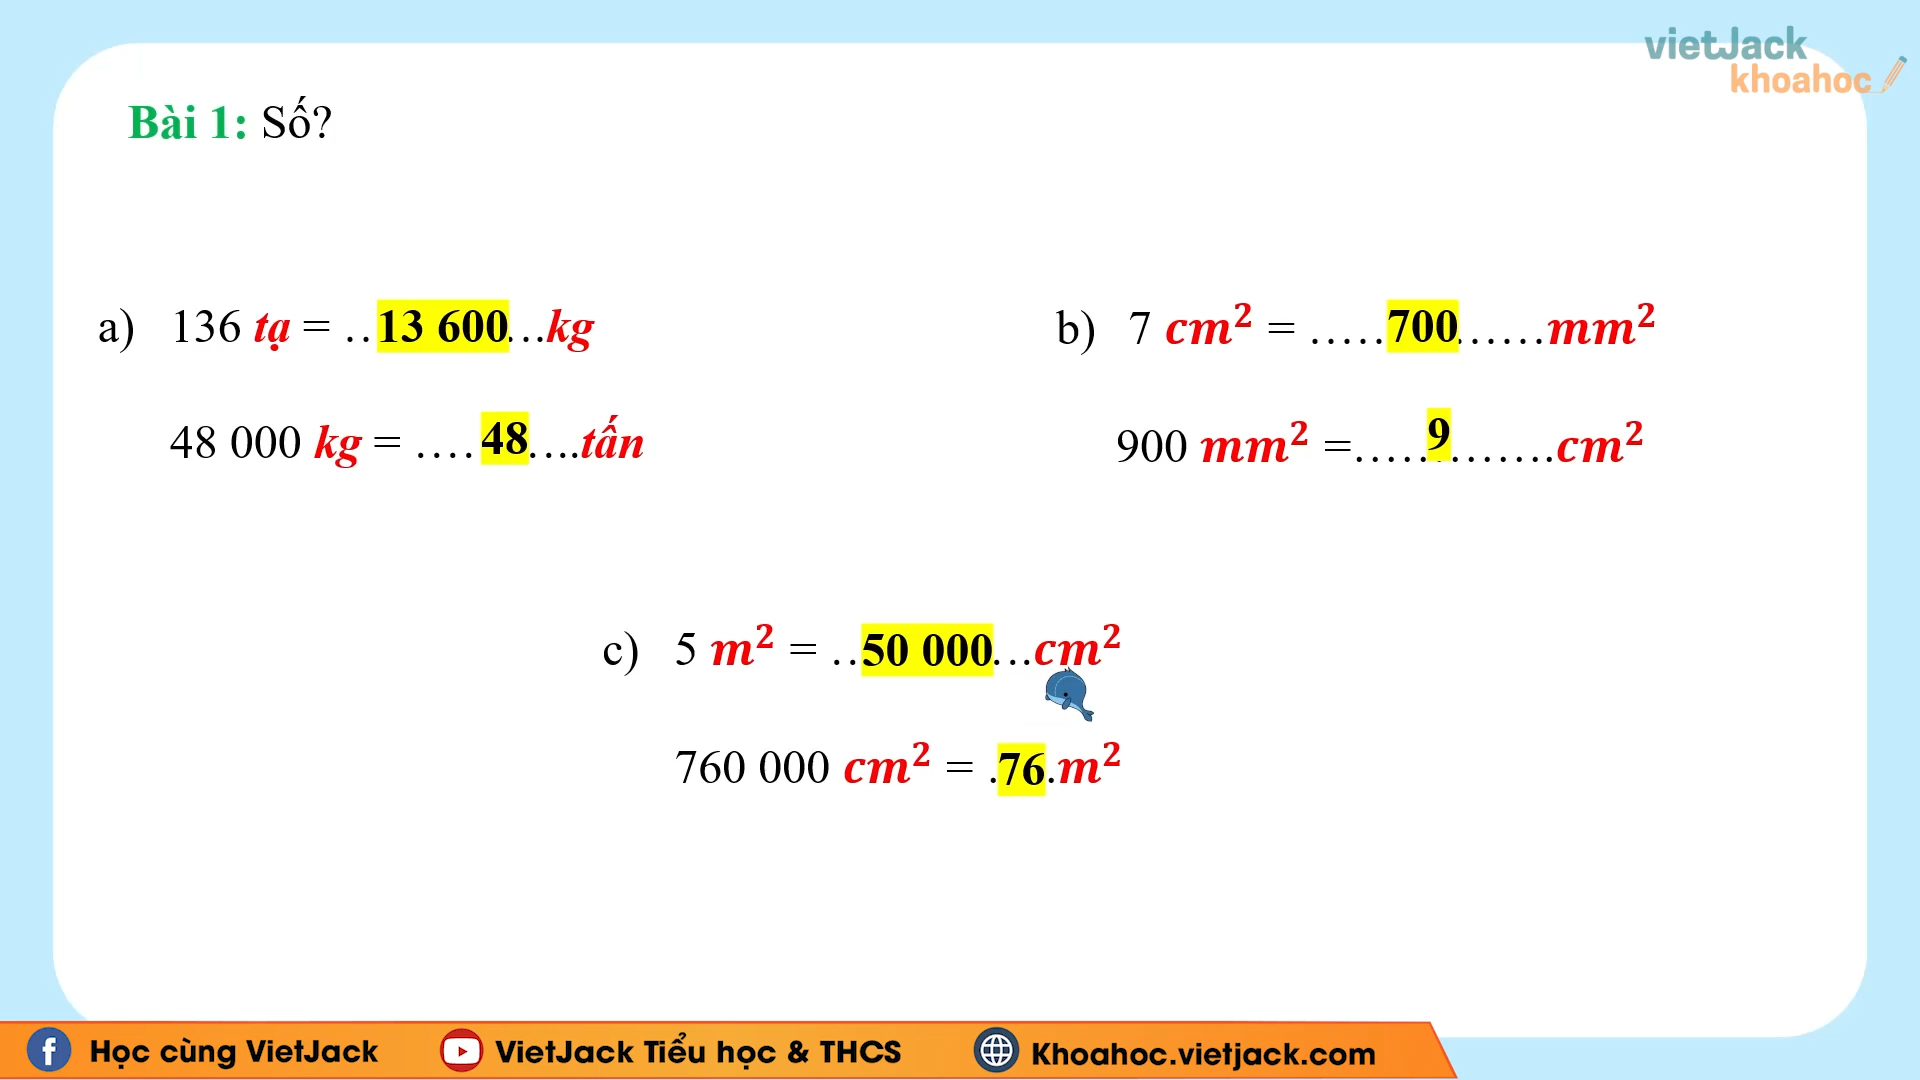 vietJack
khoahoc
Bài 1: Số?
a) 136 tạ = ..13 600...kg
48 000 kg = ....48....tấn
b) 7 cm² = .....700......mm²
900 mm² =.....9.......cm²
c) 5 m² = ..50 000...cm²
760 000 cm² = .76.m²
Học cùng VietJack
VietJack Tiểu học & THCS
Khoahoc.vietjack.com